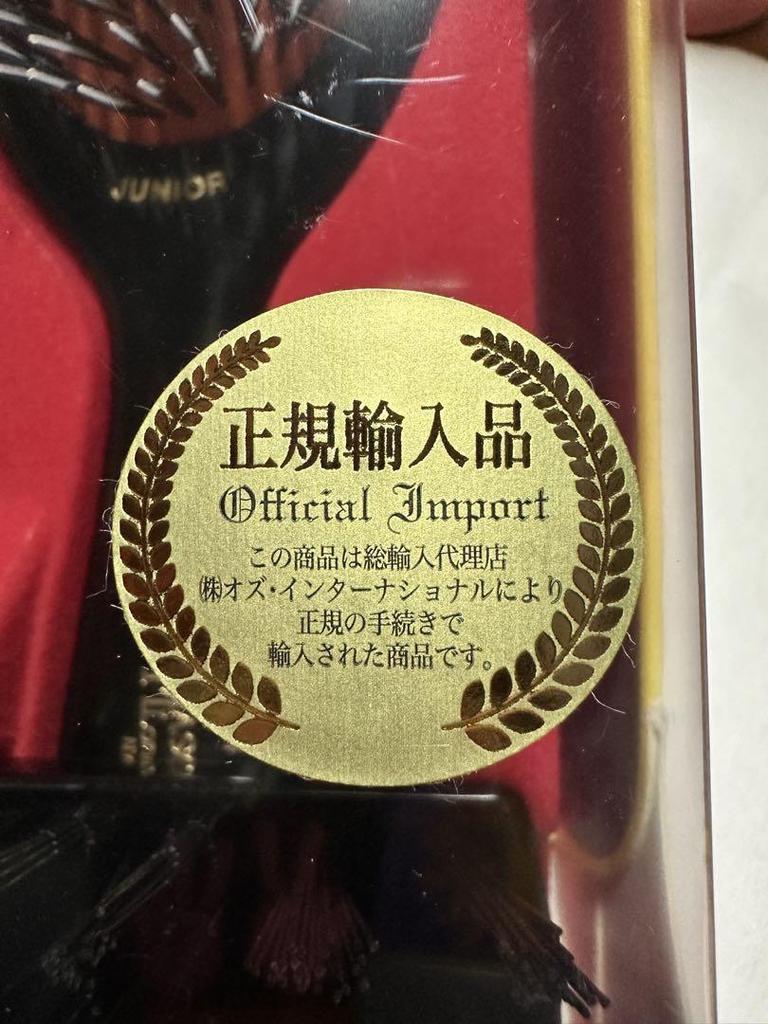 JUNIOR
正規輸入品
Official Import
この商品は総輸入代理店
㈱オズ・インターナショナルにより
正規の手続きで
輸入された商品です。